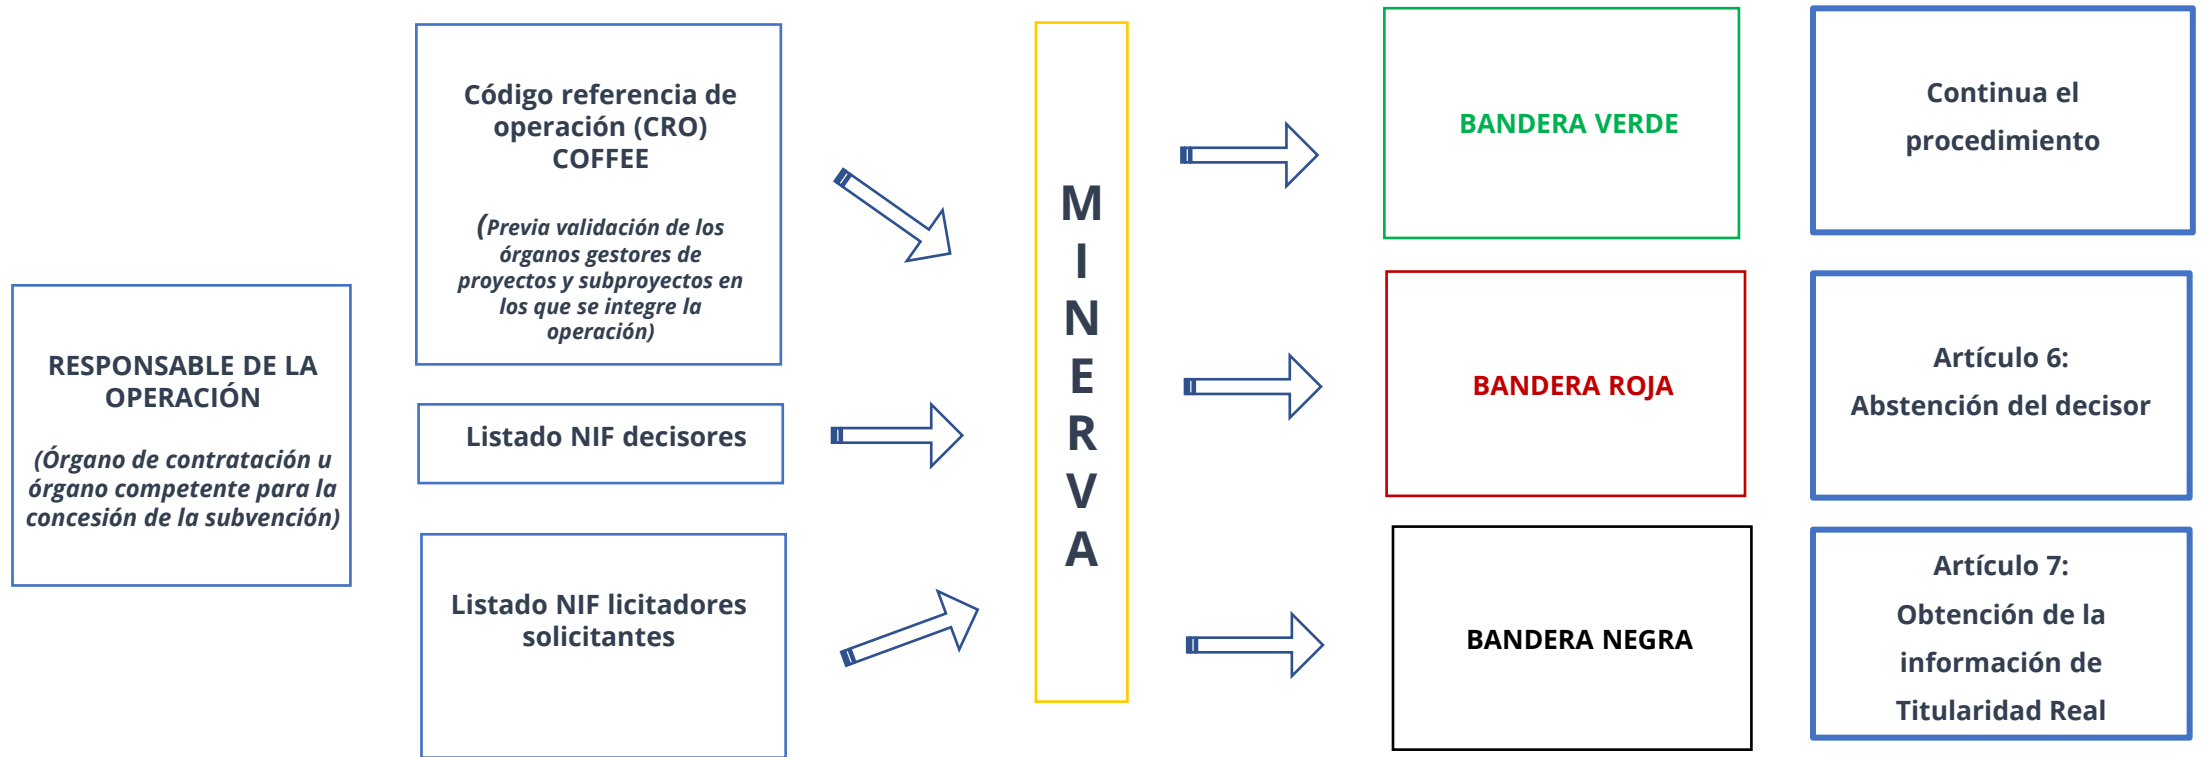 RESPONSABLE DE LA
OPERACIÓN
(Órgano de contratación u
órgano competente para la
concesión de la subvención)
Código referencia de
operación (CRO)
COFFEE
(Previa validación de los
órganos gestores de
proyectos y subproyectos en
los que se integre la
operación)
Listado NIF decisores
Listado NIF licitadores
solicitantes
M
I
N
E
R
V
A
BANDERA VERDE
Continua el
procedimiento
BANDERA ROJA
Artículo 6:
Abstención del decisor
BANDERA NEGRA
Artículo 7:
Obtención de la
información de
Titularidad Real